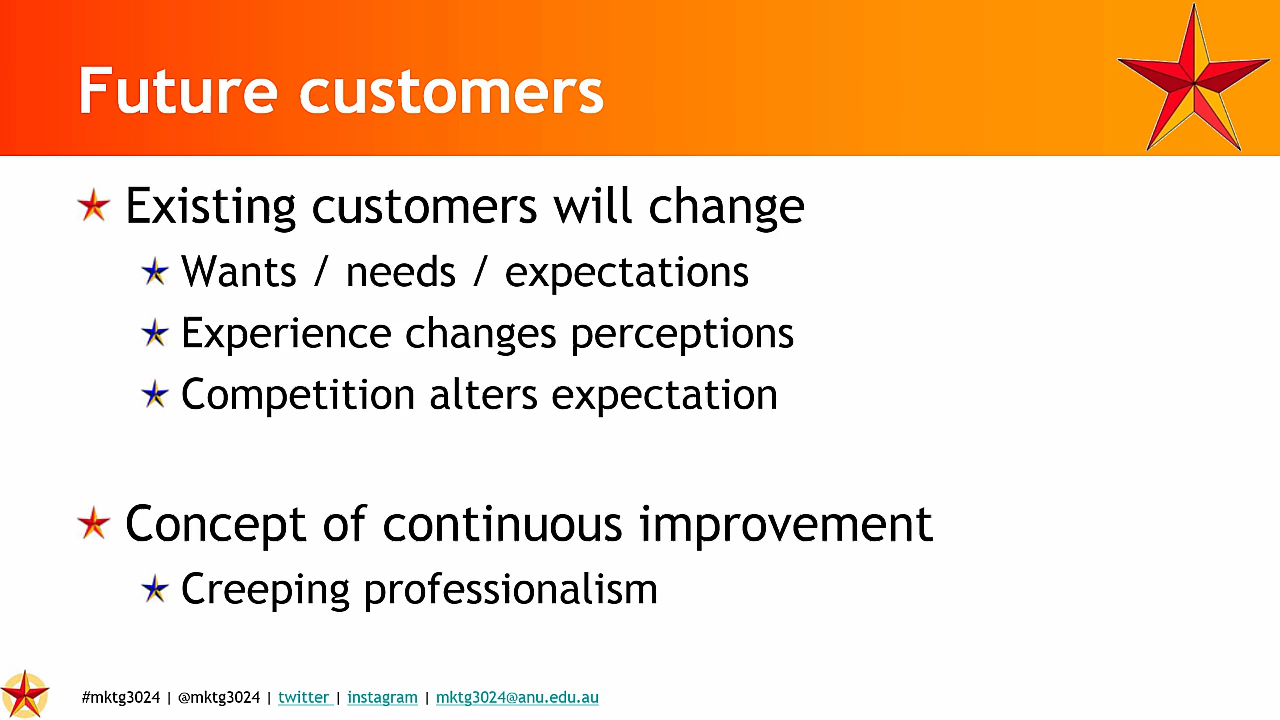 Future customers
Existing customers will change
Wants / needs / expectations
Experience changes perceptions
Competition alters expectation
Concept of continuous improvement
Creeping professionalism
#mktg3024 | @mktg3024 | twitter | instagram | mktg3024@anu.edu.au